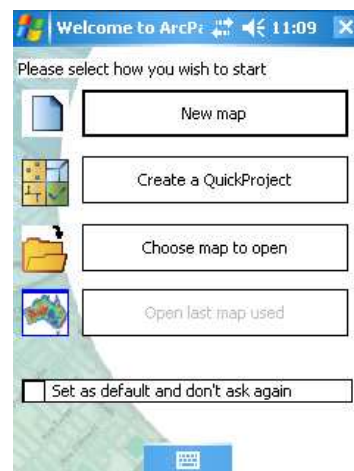 Welcome to ArcPa 11:09
Please select how you wish to start
New map
Create a QuickProject
Choose map to open
Open last map used
Set as default and don't ask again